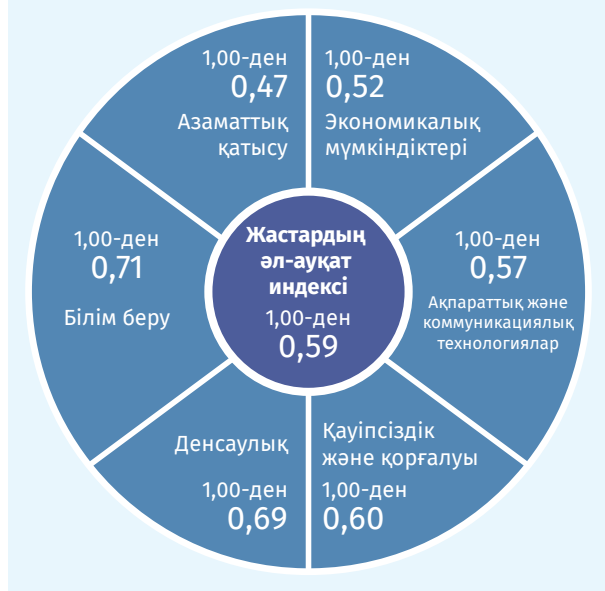 1,00-ден
0,47
Азаматтық
қатысу
1,00-ден
0,52
Экономикалық
мүмкіндіктері
1,00-ден
0,71
Білім беру
Жастардың
әл-ауқат
индексі
1,00-ден
0,59
1,00-ден
0,57
Ақпараттық және
коммуникациялық
технологиялар
Денсаулық
1,00-ден
0,69
Қауіпсіздік
және қорғалуы
1,00-ден
0,60